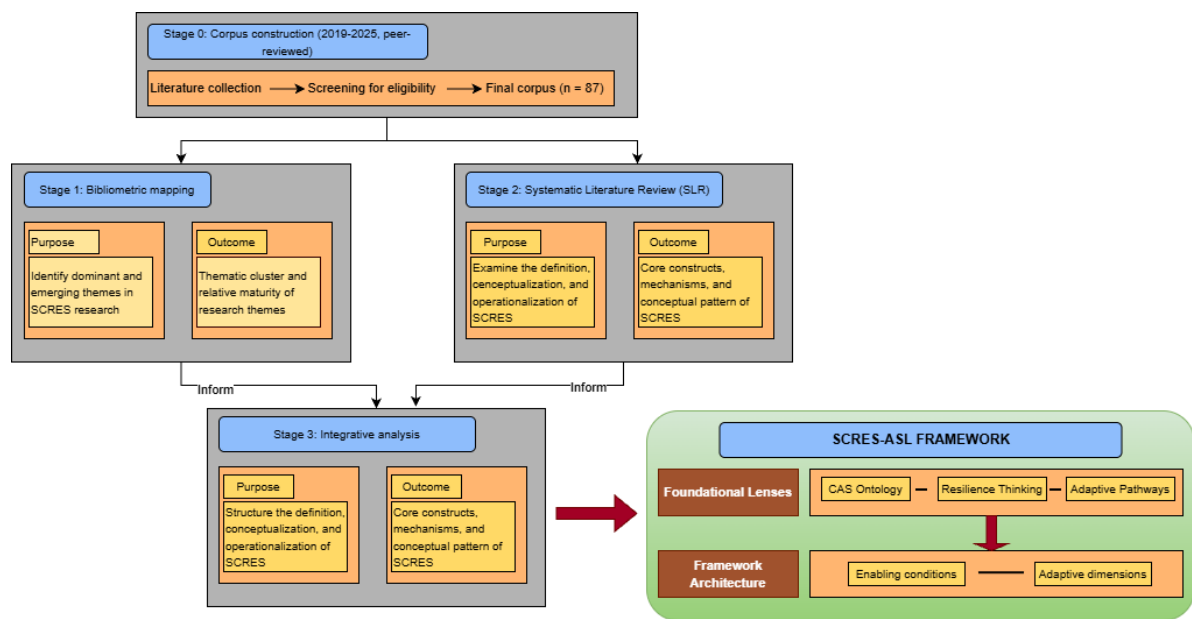 Stage 0: Corpus construction (2019-2025, peer-
reviewed)
Literature collection
Screening for eligibility
Final corpus (n = 87)
Stage 1: Bibliometric mapping
Purpose
Identify dominant and
emerging themes in
SCRES research
Outcome
Thematic cluster and
relative maturity of
research themes
Stage 2: Systematic Literature Review (SLR)
Purpose
Examine the definition,
cenceptualization, and
operationalization of
SCRES
Outcome
Core constructs,
mechanisms, and
conceptual pattern of
SCRES
Inform
Inform
Stage 3: Integrative analysis
Purpose
Structure the definition,
conceptualization, and
operationalization of
SCRES
Outcome
Core constructs,
mechanisms, and
conceptual pattern of
SCRES
SCRES-ASL FRAMEWORK
Foundational Lenses
CAS Ontology
Resilience Thinking
Adaptive Pathways
Framework
Architecture
Enabling conditions
Adaptive dimensions